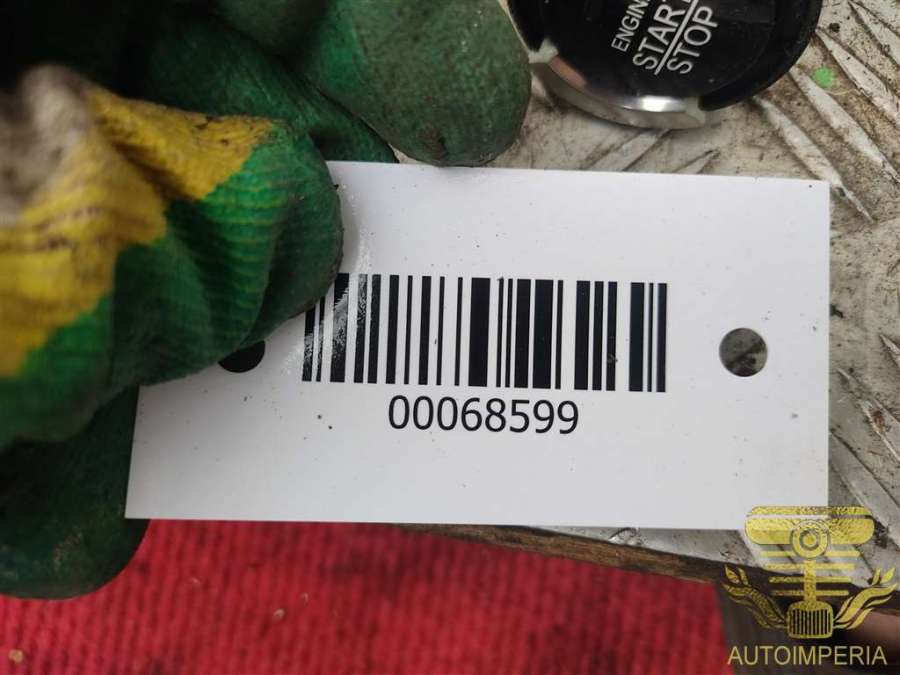 ENGINE
START
STOP
00068599
AUTOIMPERIA